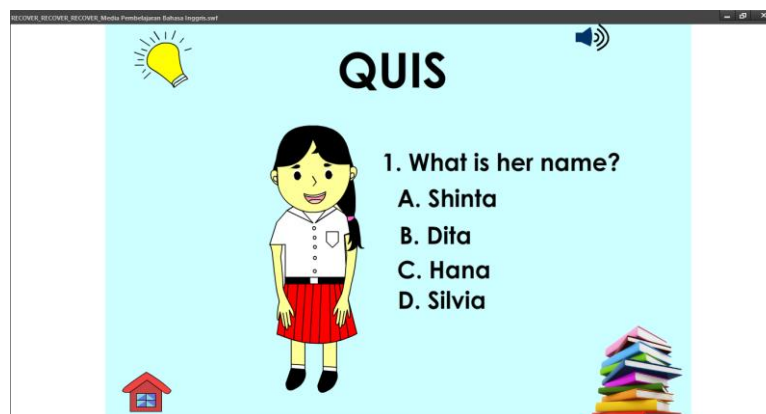 RECOVER_RECOVER_RECOVER_Media Pembelajaran Bahasa Inggris.swf
QUIS
1. What is her name?
A. Shinta
B. Dita
C. Hana
D. Silvia